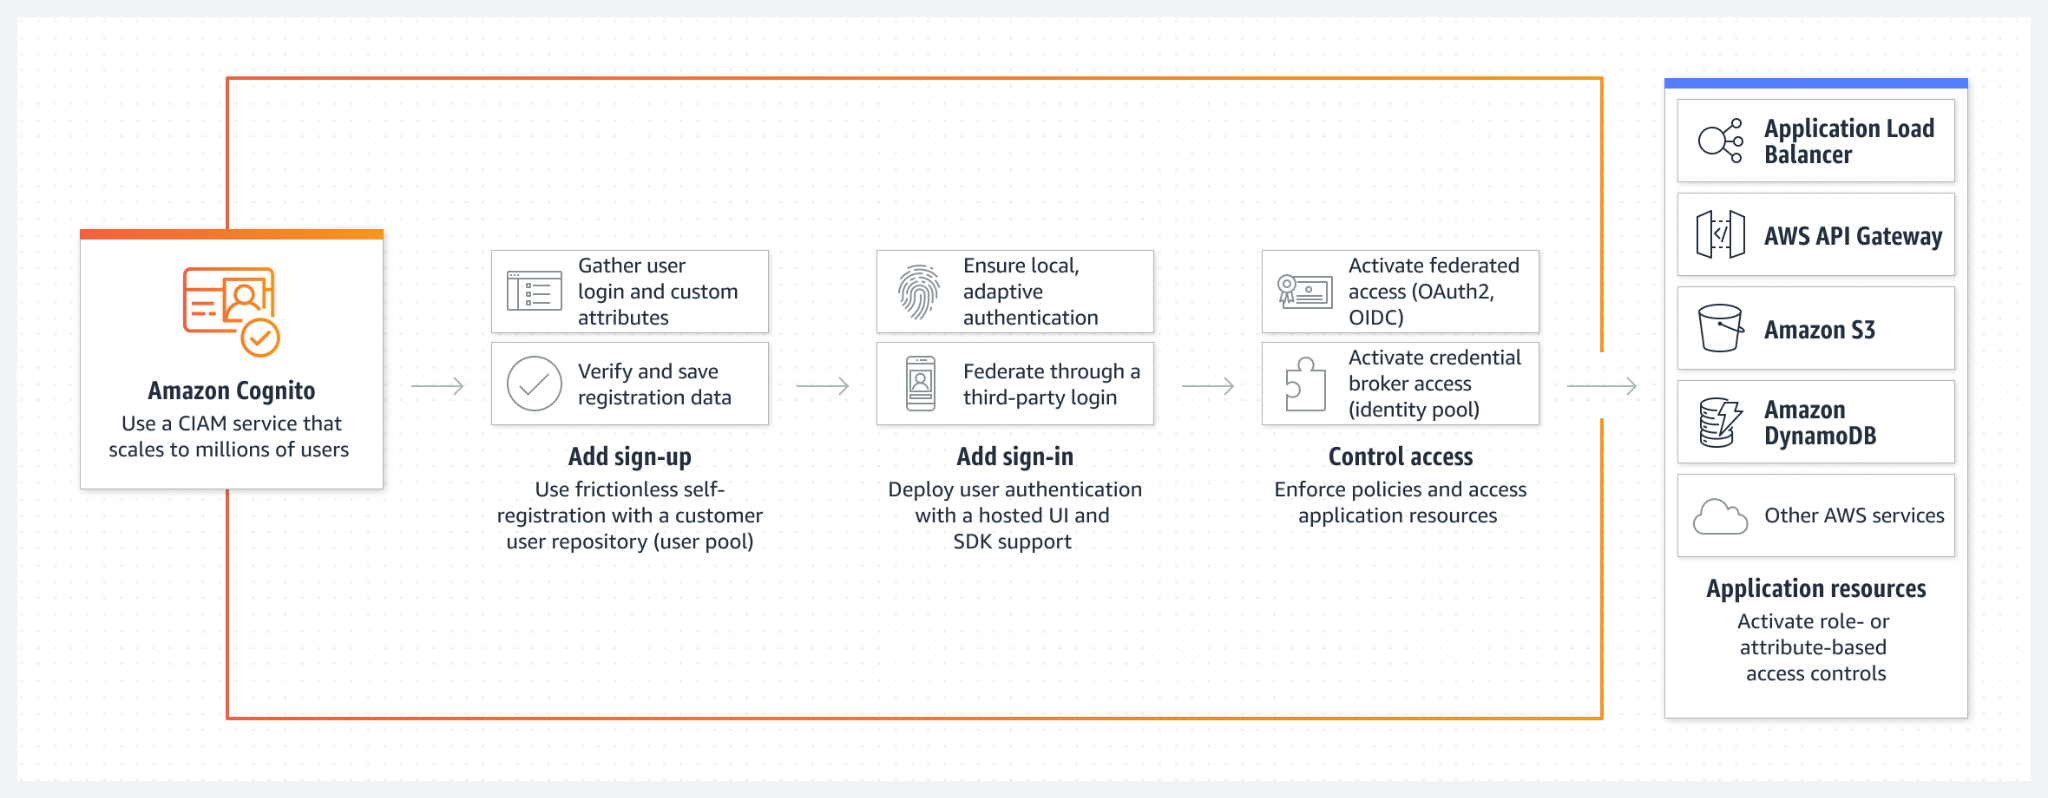 Amazon Cognito
Use a CIAM service that
scales to millions of users
Gather user
login and custom
attributes
Verify and save
registration data
Add sign-up
Use frictionless self-
registration with a customer
user repository (user pool)
Ensure local,
adaptive
authentication
Federate through a
third-party login
Add sign-in
Deploy user authentication
with a hosted UI and
SDK support
Activate federated
access (OAuth2,
OIDC)
Activate credential
broker access
(identity pool)
Control access
Enforce policies and access
application resources
Application Load
Balancer
AWS API Gateway
Amazon S3
Amazon
DynamoDB
Other AWS services
Application resources
Activate role- or
attribute-based
access controls